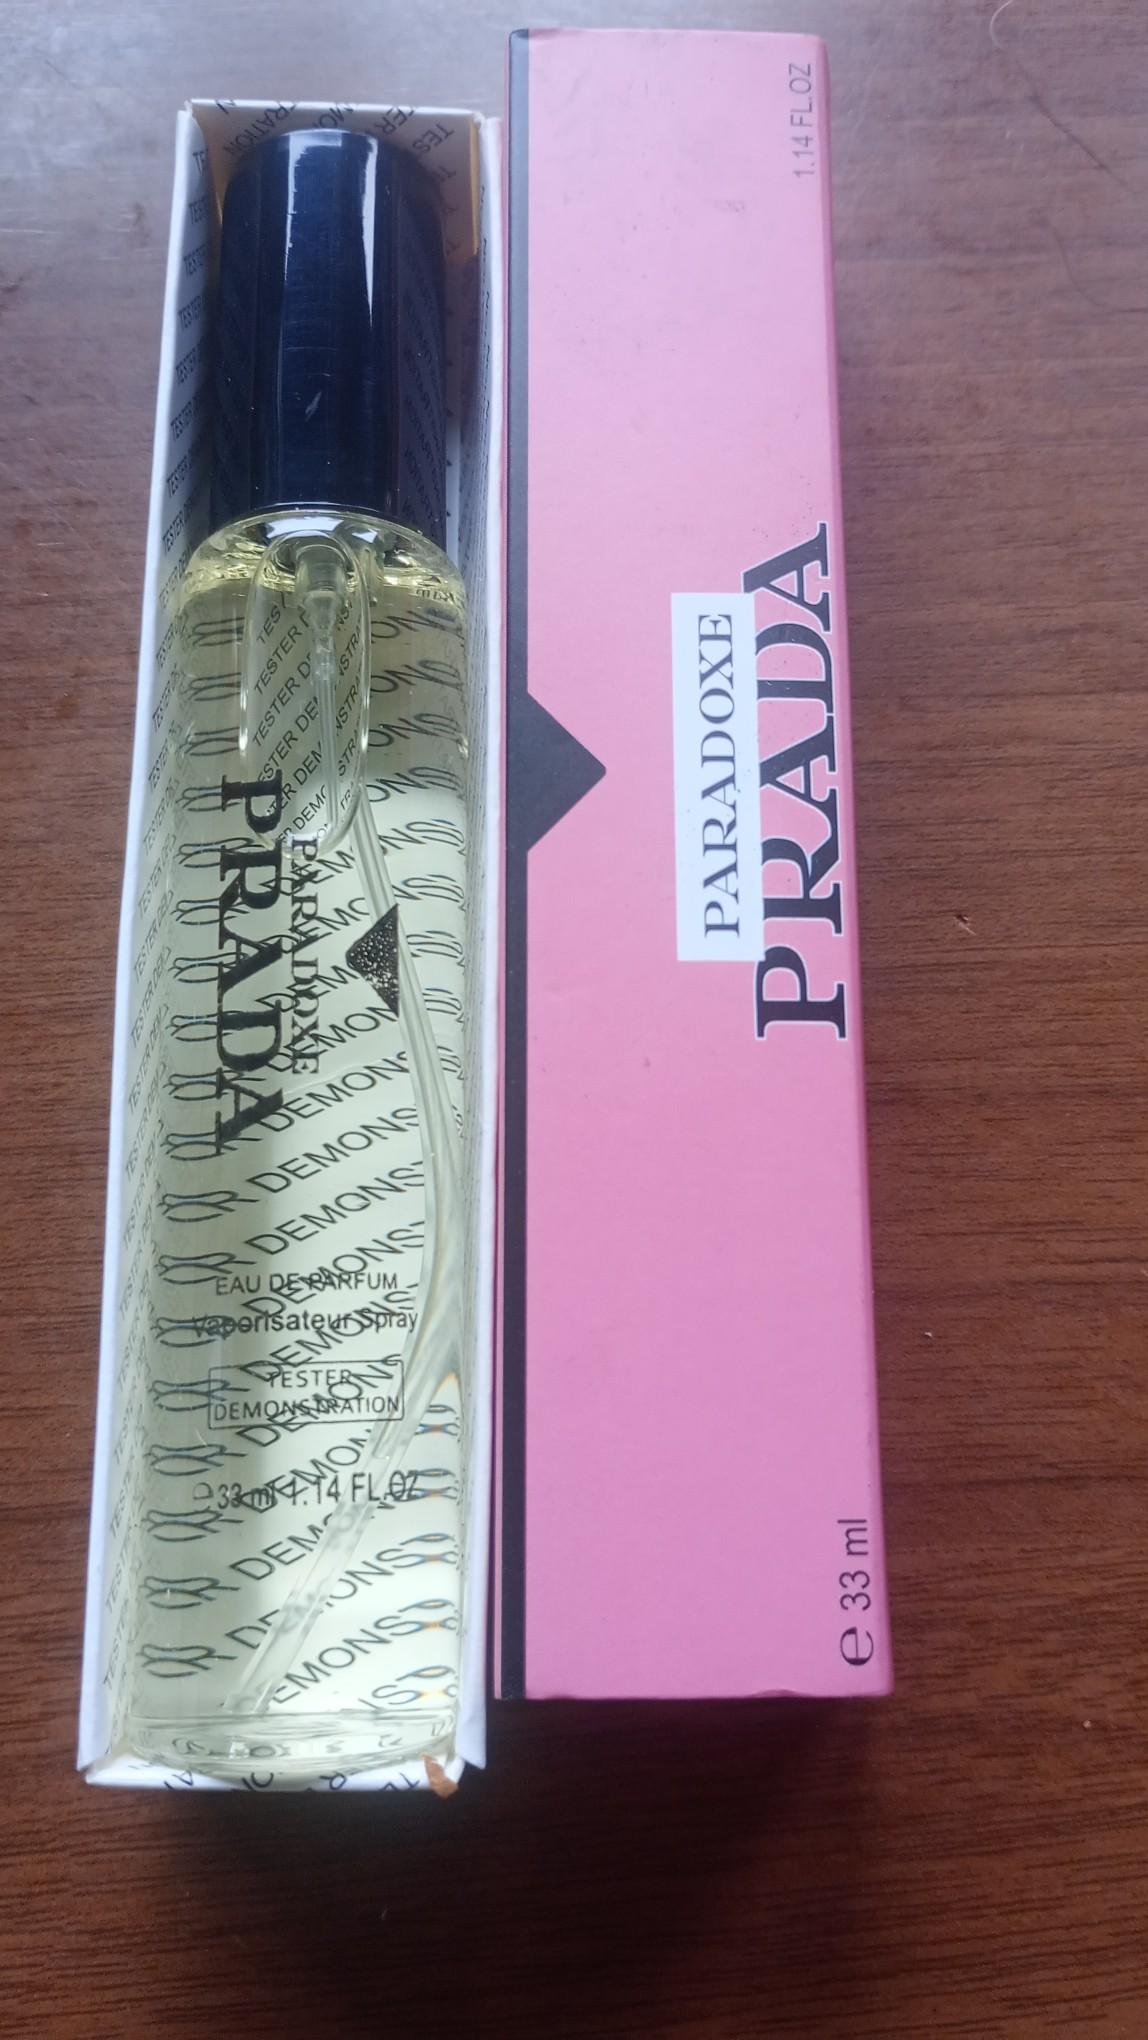 PRADA
PARADOXE
EAU DE PARFUM
Vaporisateur Spray
TESTER
DEMONSTRATION
33 ml 1.14 FL.OZ
1.14 FL.OZ
PARADOXE
PRADA
e 33 ml